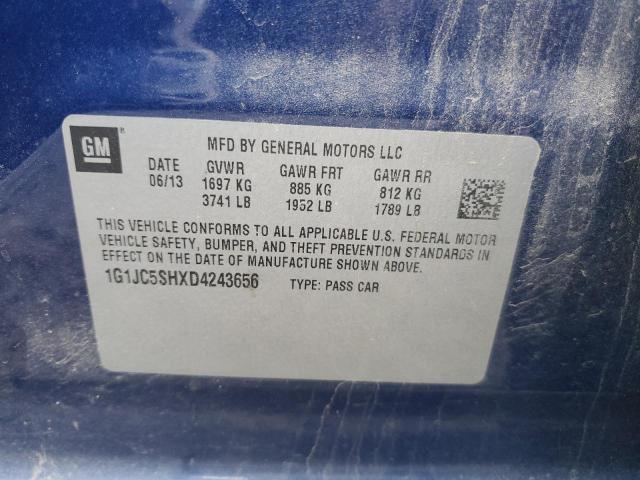 GM ®
MFD BY GENERAL MOTORS LLC
DATE GVWR GAWR FRT GAWR RR
06/13 1697 KG 885 KG 812 KG
3741 LB 1952 LB 1789 LB
THIS VEHICLE CONFORMS TO ALL APPLICABLE U.S. FEDERAL MOTOR
VEHICLE SAFETY, BUMPER, AND THEFT PREVENTION STANDARDS IN
EFFECT ON THE DATE OF MANUFACTURE SHOWN ABOVE.
1G1JC5SHXD4243656 TYPE: PASS CAR